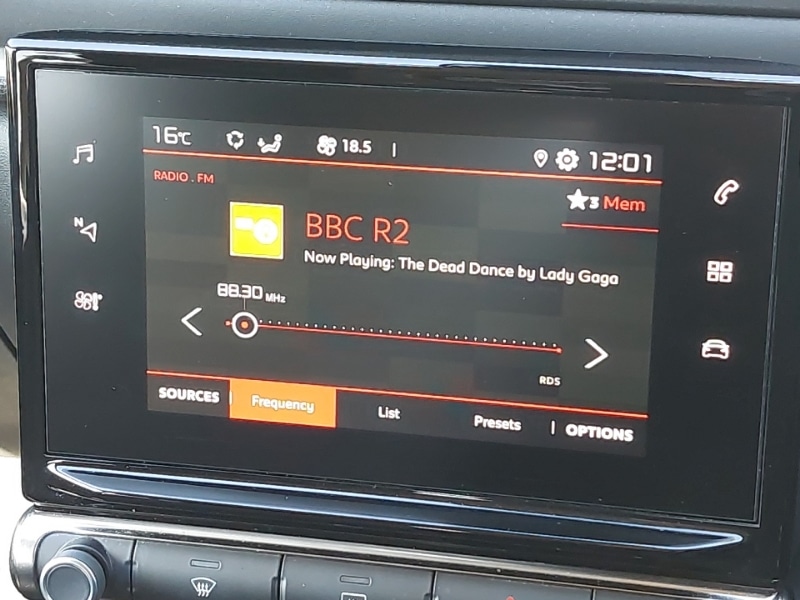 16°C 18.5 12:01
RADIO . FM
3 Mem
BBC R2
Now Playing: The Dead Dance by Lady Gaga
N
88.30 MHz
RDS
SOURCES Frequency List Presets OPTIONS